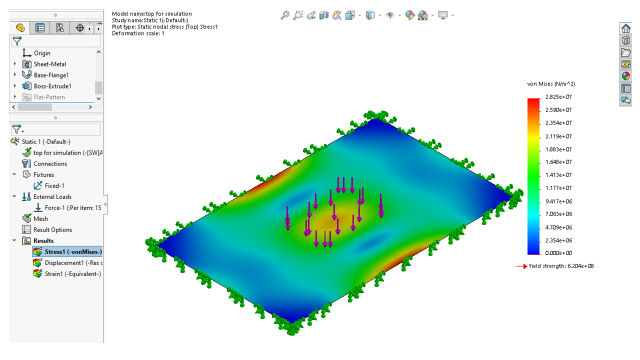 Model name:top for simulation
Study name:Static 1(-Default-)
Plot type: Static nodal stress (Top) Stress1
Deformation scale: 1
Origin
Sheet-Metal
Base-Flange1
Boss-Extrude1
Flat-Pattern
Static 1 (-Default-)
top for simulation (-[SW]A
Connections
Fixtures
Fixed-1
External Loads
Force-1 (:Per item: 15
Mesh
Result Options
Results
Stress1 (-vonMises-)
Displacement1 (-Res d
Strain1 (-Equivalent-)
von Mises (N/m^2)
2.825e+07
2.590e+07
2.354e+07
2.119e+07
1.883e+07
1.648e+07
1.413e+07
1.177e+07
9.417e+06
7.063e+06
4.709e+06
2.354e+06
0.000e+00
Yield strength: 6.204e+08